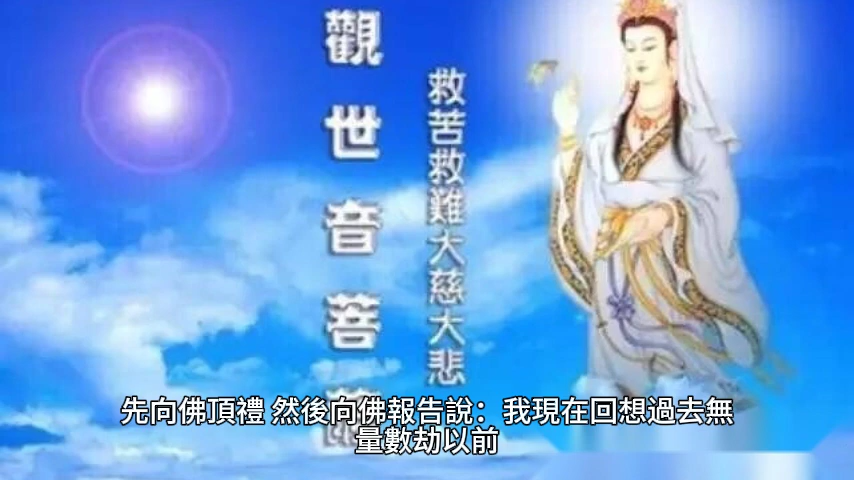 觀世音菩薩
救苦救難大慈大悲
先向佛頂禮 然後向佛報告說：我現在回想過去無
量數劫以前